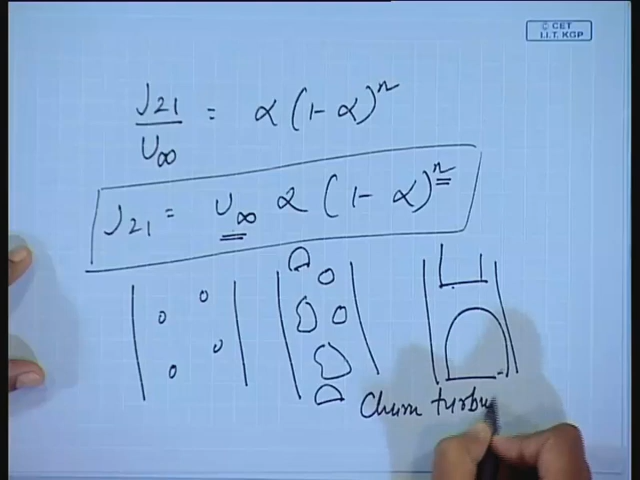 © CET
I.I.T. KGP
J21 / U∞ = α (1 - α)^n
J21 = U∞ α (1 - α)^n
Churn turbu